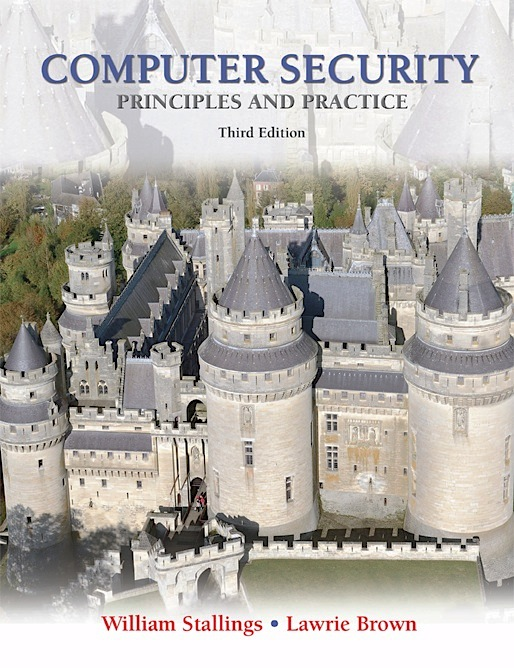 COMPUTER SECURITY
PRINCIPLES AND PRACTICE
Third Edition
William Stallings • Lawrie Brown